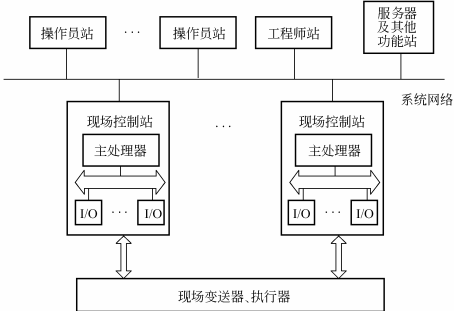 操作员站
···
操作员站
工程师站
服务器
及其他
功能站
系统网络
现场控制站
主处理器
I/O
···
I/O
···
现场控制站
主处理器
I/O
···
I/O
现场变送器、执行器